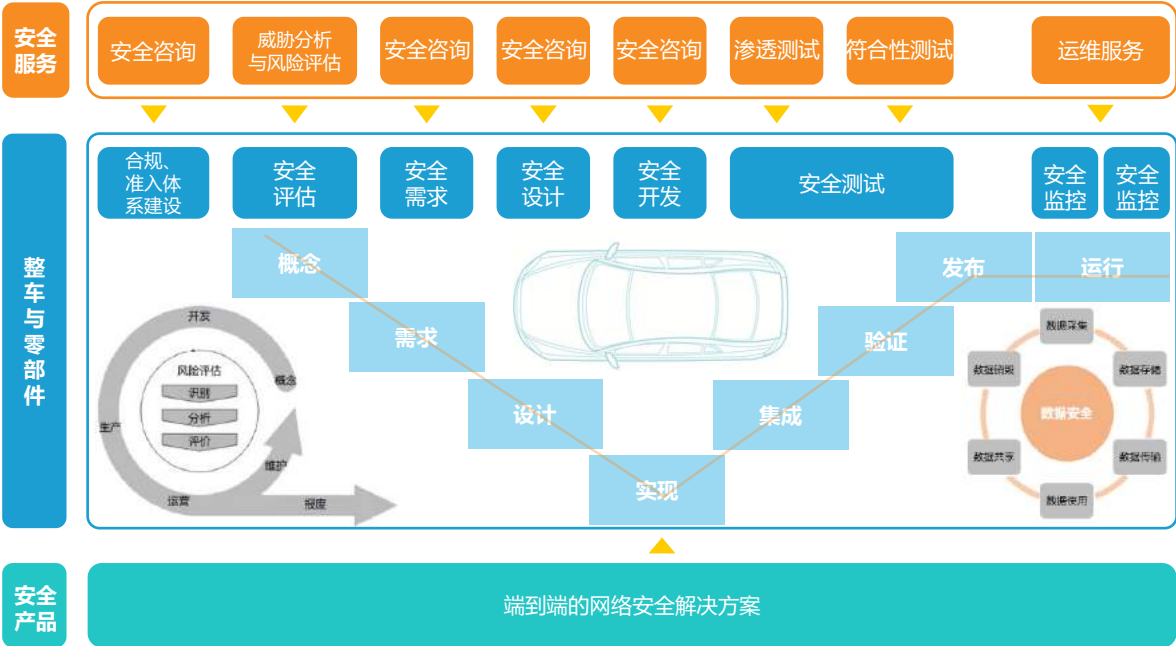 安全
服务
安全咨询
威胁分析
与风险评估
安全咨询
安全咨询
安全咨询
渗透测试
符合性测试
运维服务
整车与零部件
合规、
准入体
系建设
安全
评估
安全
需求
安全
设计
安全
开发
安全测试
安全
监控
安全
监控
概念
需求
设计
实现
集成
验证
发布
运行
开发
概念
风险评估
识别
分析
评价
生产
维护
运营
报废
数据采集
数据销毁
数据存储
数据安全
数据共享
数据传输
数据使用
安全
产品
端到端的网络安全解决方案